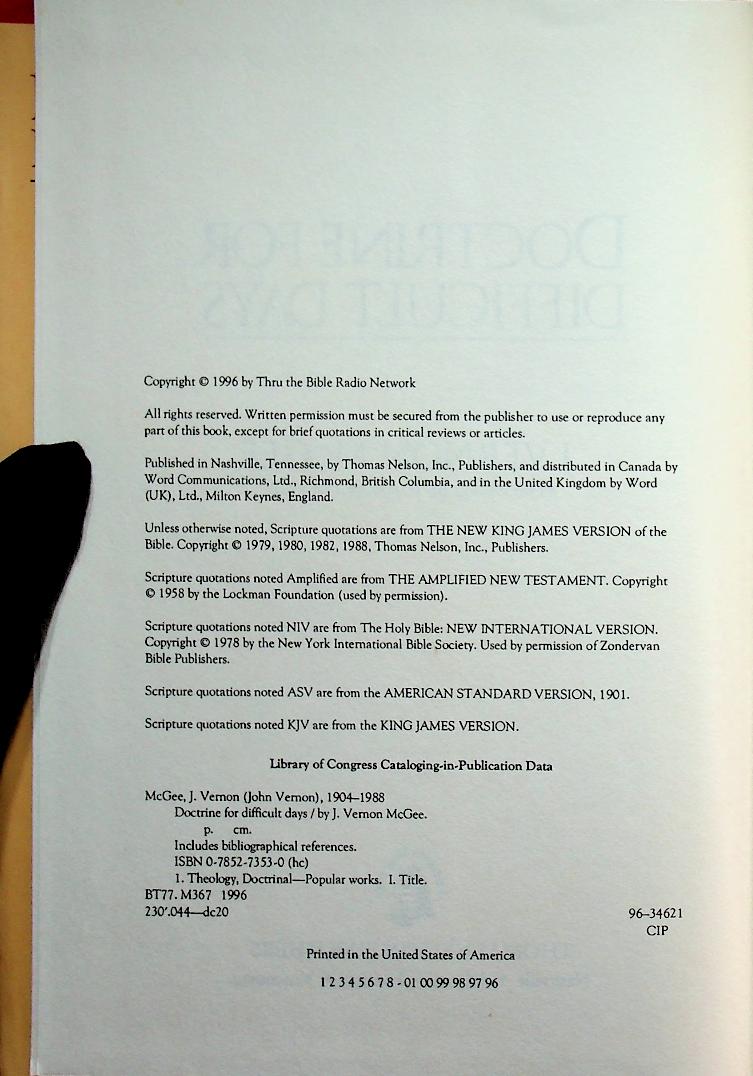 DOCTRINE FOR
DIFFICULT DAYS
Copyright © 1996 by Thru the Bible Radio Network
All rights reserved. Written permission must be secured from the publisher to use or reproduce any
part of this book, except for brief quotations in critical reviews or articles.
Published in Nashville, Tennessee, by Thomas Nelson, Inc., Publishers, and distributed in Canada by
Word Communications, Ltd., Richmond, British Columbia, and in the United Kingdom by Word
(UK), Ltd., Milton Keynes, England.
Unless otherwise noted, Scripture quotations are from THE NEW KING JAMES VERSION of the
Bible. Copyright © 1979, 1980, 1982, 1988, Thomas Nelson, Inc., Publishers.
Scripture quotations noted Amplified are from THE AMPLIFIED NEW TESTAMENT. Copyright
© 1958 by the Lockman Foundation (used by permission).
Scripture quotations noted NIV are from The Holy Bible: NEW INTERNATIONAL VERSION.
Copyright © 1978 by the New York International Bible Society. Used by permission of Zondervan
Bible Publishers.
Scripture quotations noted ASV are from the AMERICAN STANDARD VERSION, 1901.
Scripture quotations noted KJV are from the KING JAMES VERSION.
Library of Congress Cataloging-in-Publication Data
McGee, J. Vernon (John Vernon), 1904–1988
Doctrine for difficult days / by J. Vernon McGee.
p. cm.
Includes bibliographical references.
ISBN 0-7852-7353-0 (hc)
1. Theology, Doctrinal—Popular works. I. Title.
BT77. M367 1996
230'.044—dc20
96–34621
CIP
Printed in the United States of America
1 2 3 4 5 6 7 8 - 01 00 99 98 97 96